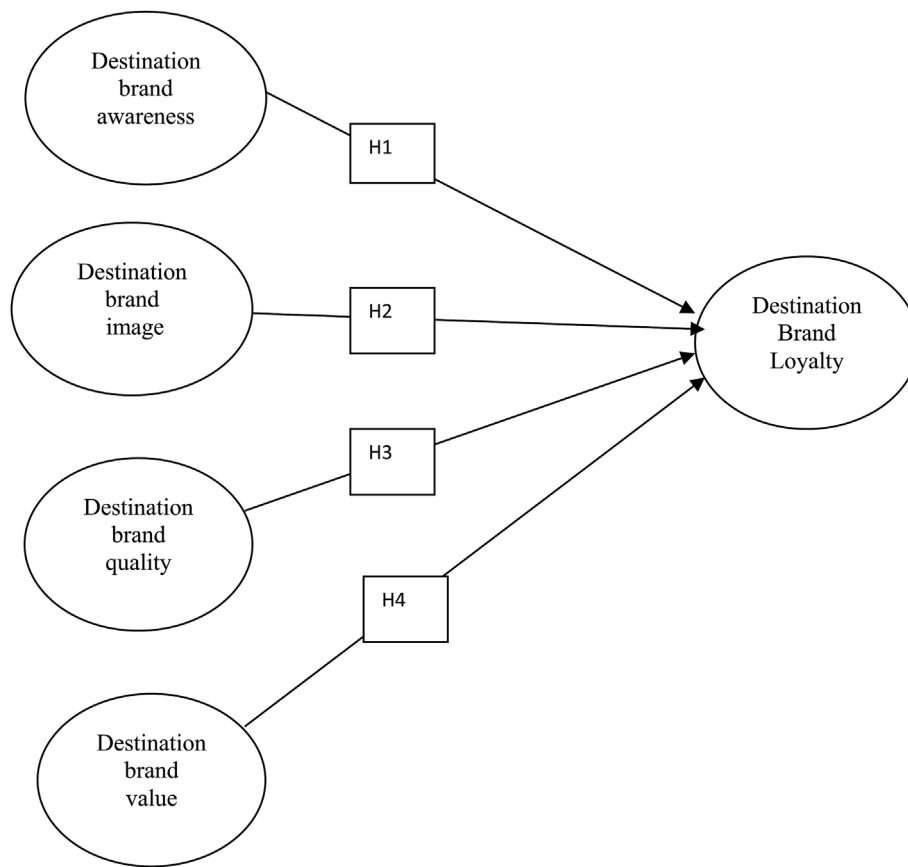 Destination
brand
awareness
H1
Destination
brand
image
H2
Destination
Brand
Loyalty
Destination
brand
quality
H3
H4
Destination
brand
value